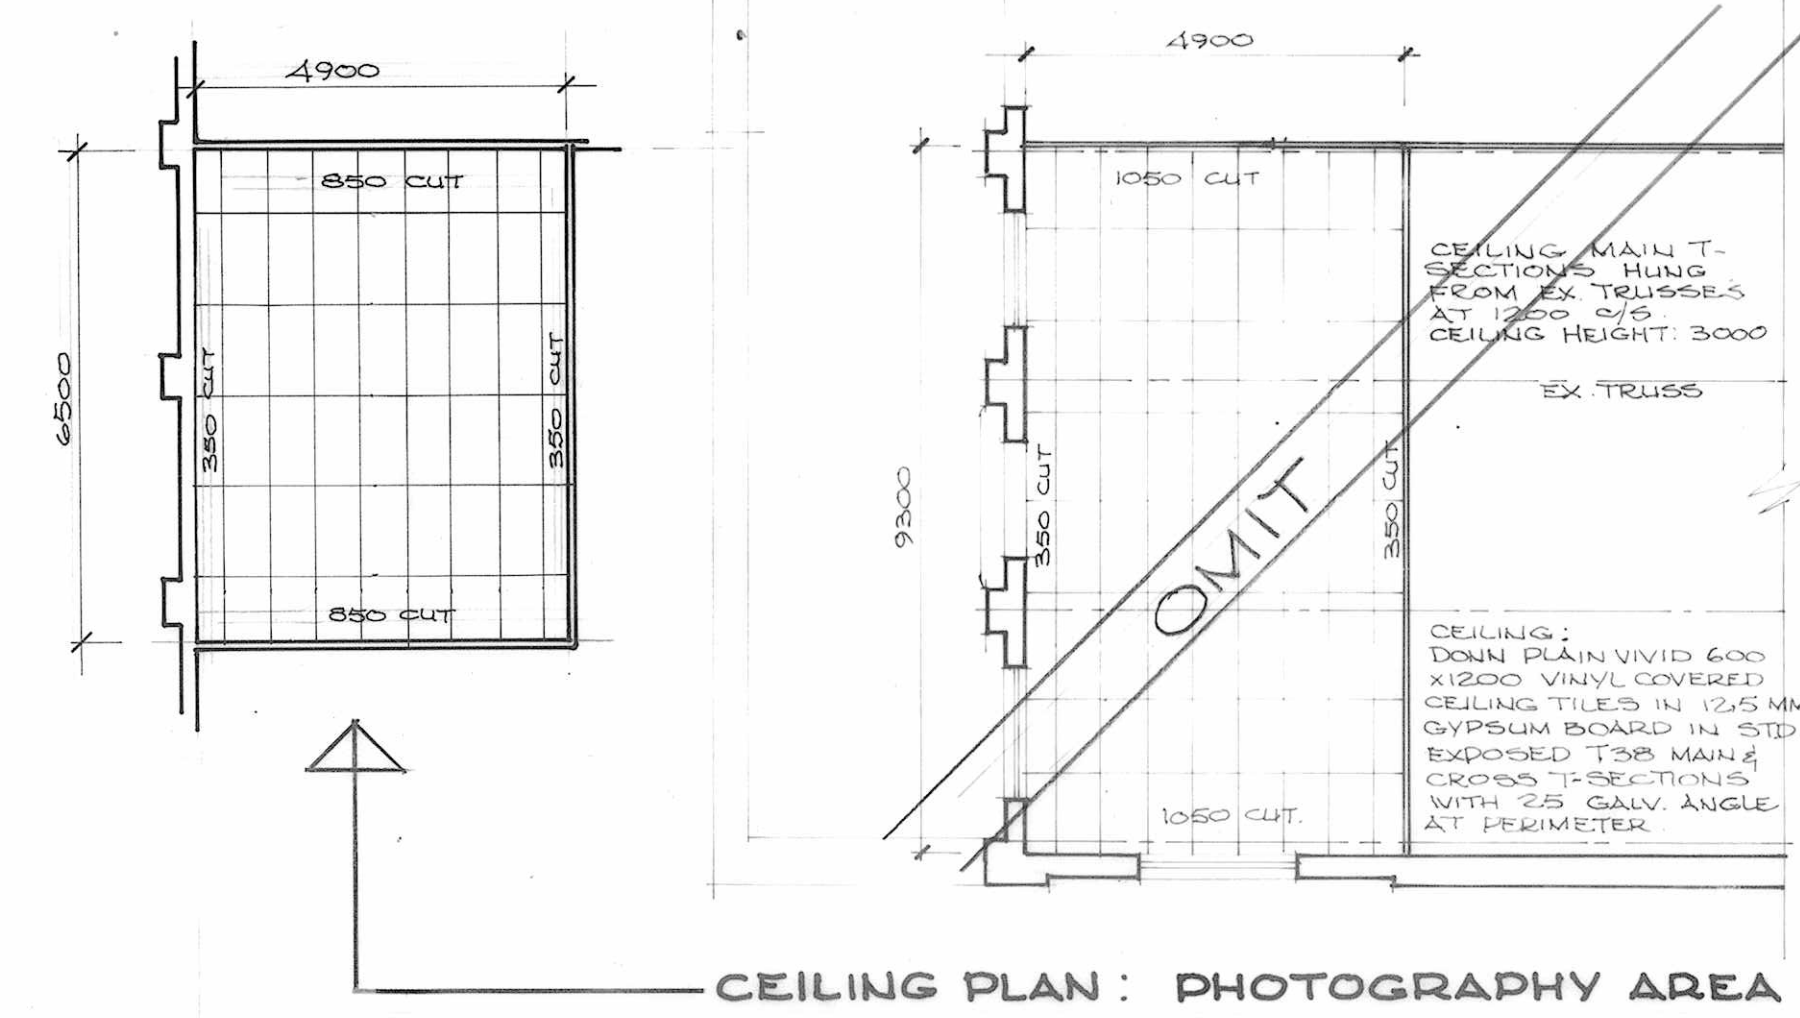 4900
850 CUT
6500
350 CUT
350 CUT
850 CUT
4900
1050 CUT
9300
350 CUT
350 CUT
OMIT
1050 CUT.
CEILING MAIN T-
SECTIONS HUNG
FROM EX. TRUSSES
AT 1200 C/S.
CEILING HEIGHT: 3000
EX. TRUSS
CEILING:
DONN PLAIN VIVID 600
X1200 VINYL COVERED
CEILING TILES IN 12,5 MM
GYPSUM BOARD IN STD
EXPOSED T38 MAIN &
CROSS T-SECTIONS
WITH 25 GALV. ANGLE
AT PERIMETER.
CEILING PLAN: PHOTOGRAPHY AREA